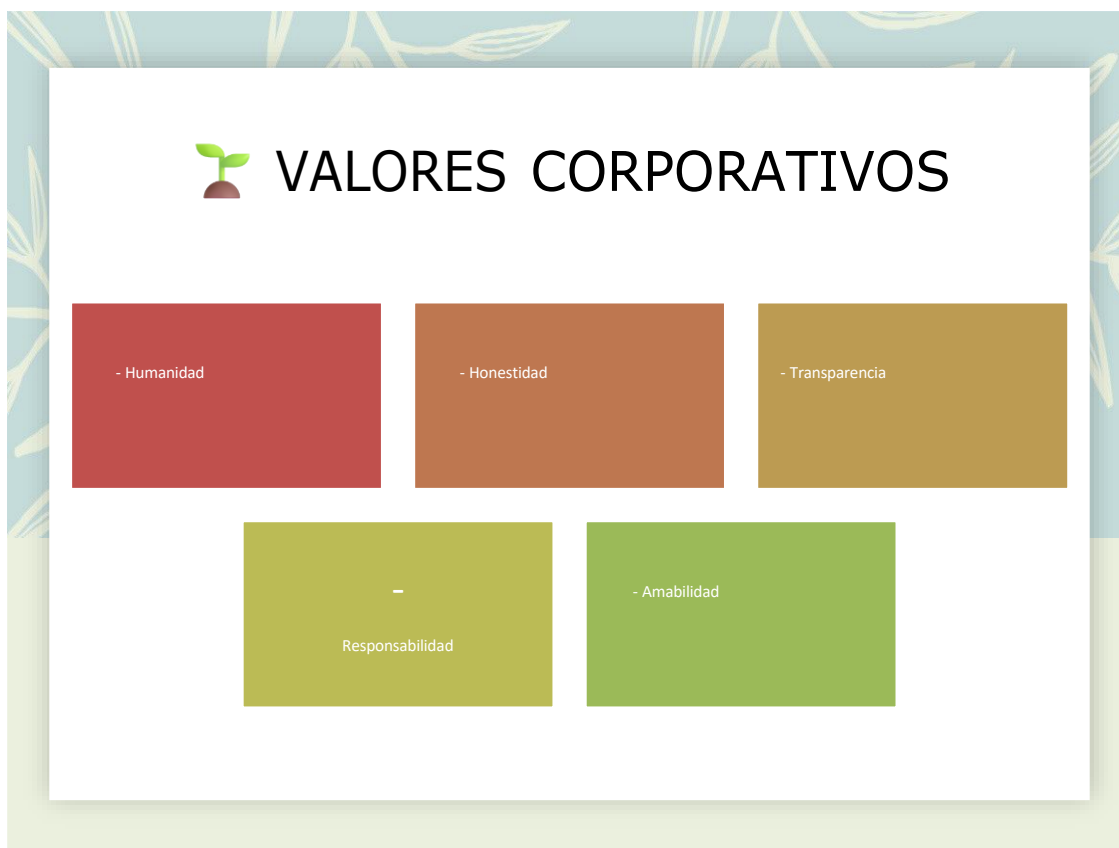 🌱 VALORES CORPORATIVOS
- Humanidad
- Honestidad
- Transparencia
-
Responsabilidad
- Amabilidad